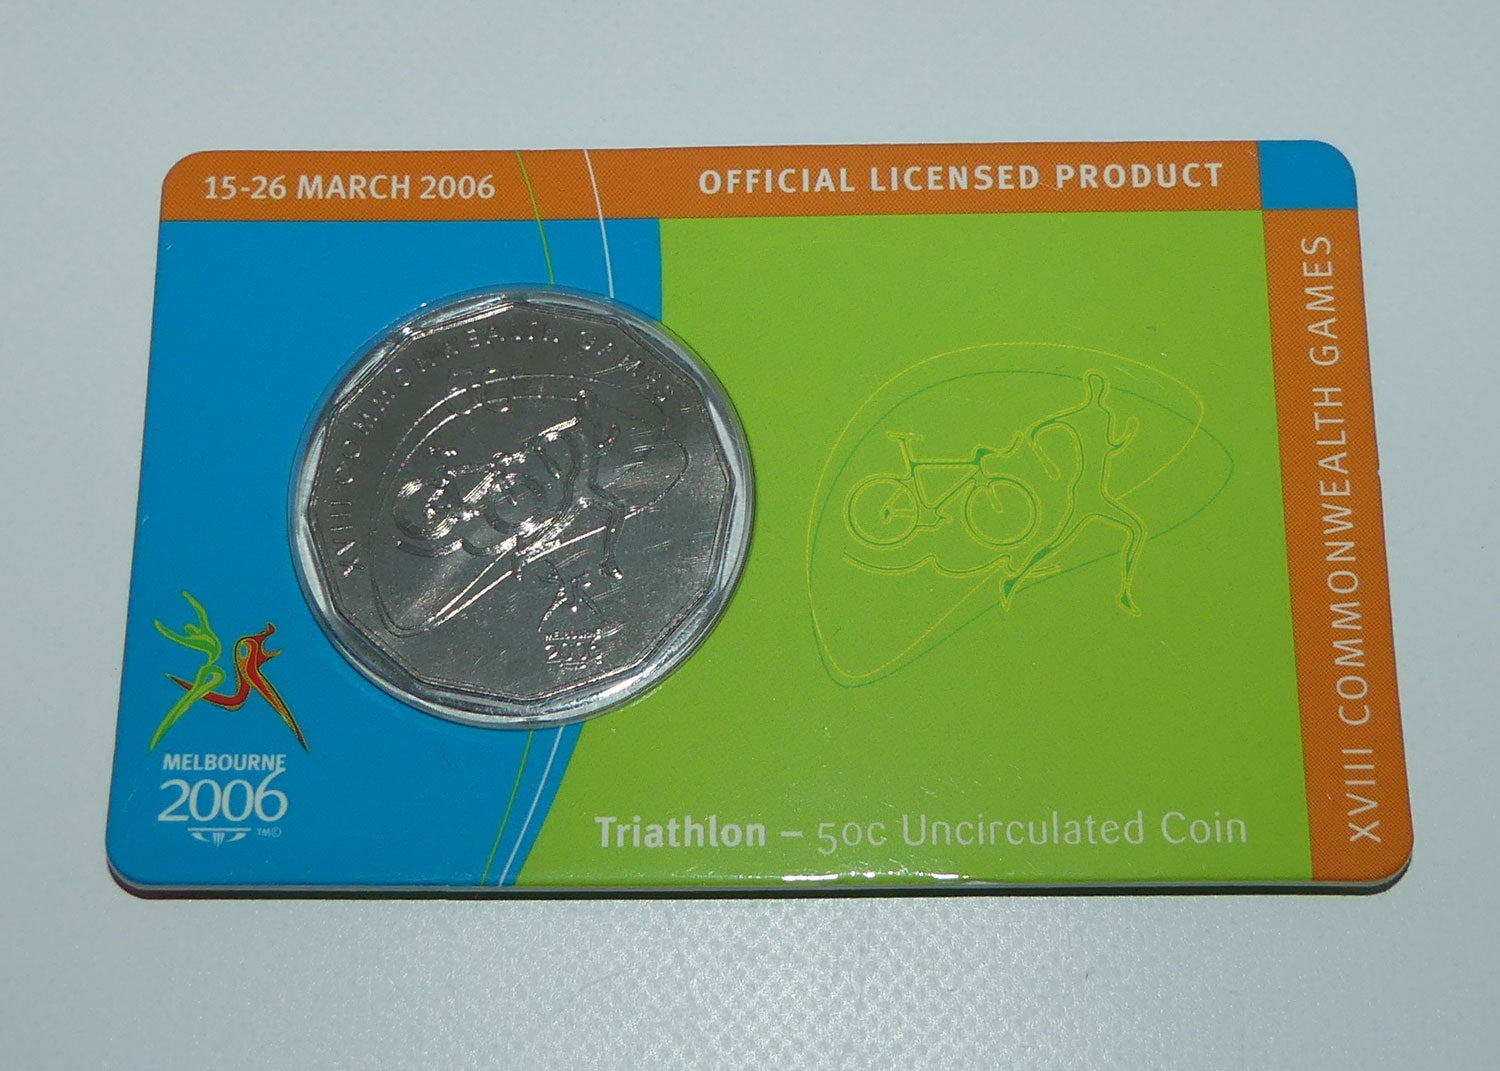 15-26 MARCH 2006
OFFICIAL LICENSED PRODUCT
XVIII COMMONWEALTH GAMES
XVIII COMMONWEALTH GAMES
MELBOURNE
2006
MELBOURNE
2006
TM©
Triathlon – 50c Uncirculated Coin